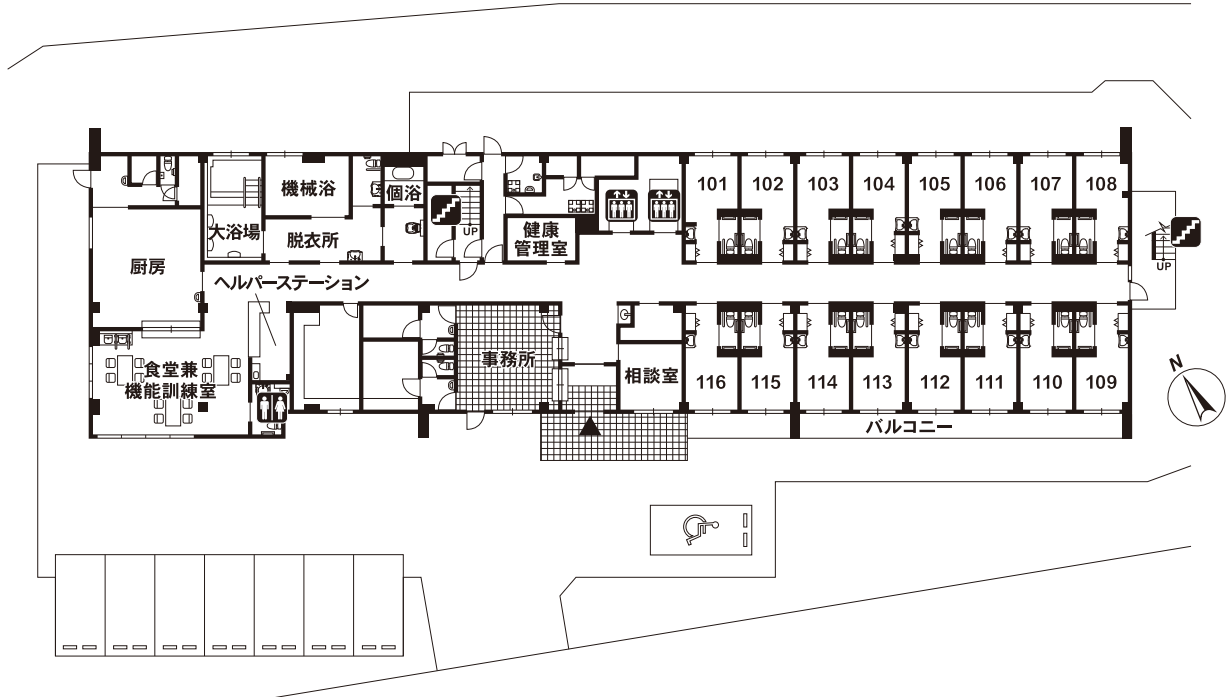 101 102 103 104 105 106 107 108
機械浴
個浴
大浴場
脱衣所
UP
健康
管理室
厨房
UP
ヘルパーステーション
食堂兼
機能訓練室
事務所
相談室
116 115 114 113 112 111 110 109
バルコニー
N